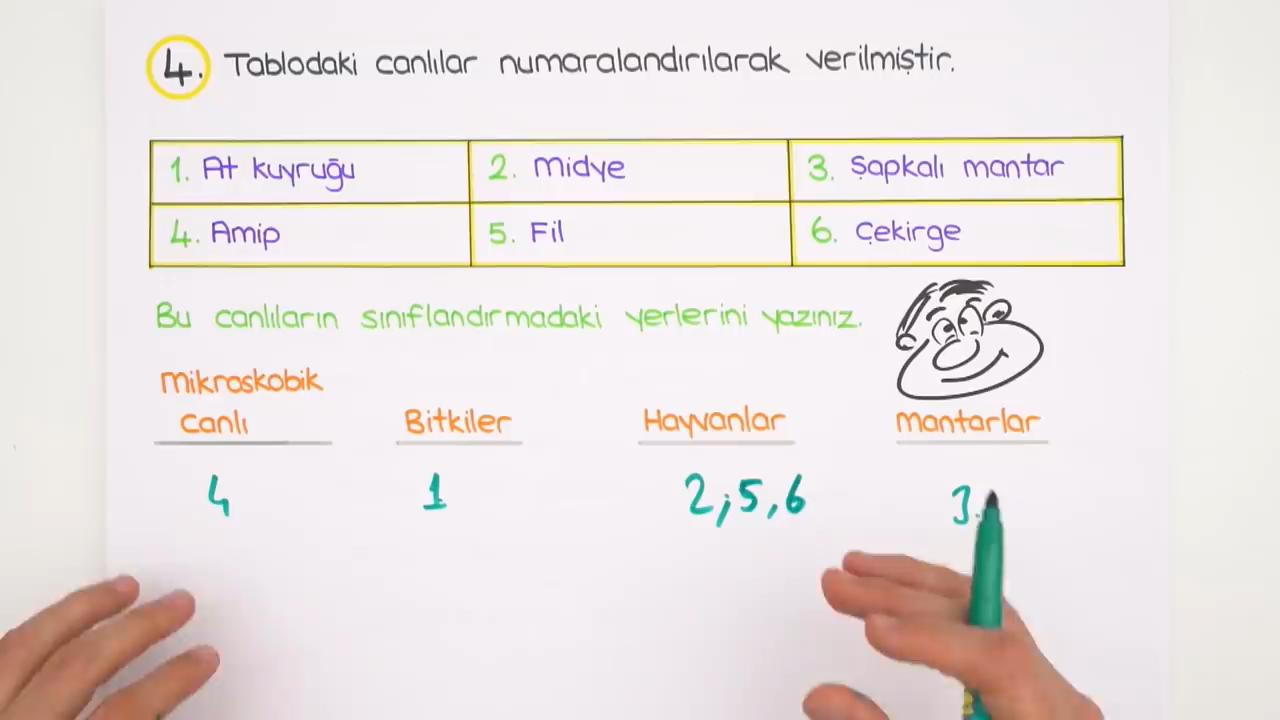 4. Tablodaki canlılar numaralandırılarak verilmiştir.
1. At kuyruğu 2. Midye 3. Şapkalı mantar
4. Amip 5. Fil 6. Çekirge
Bu canlıların sınıflandırmadaki yerlerini yazınız.
Mikroskobik
Canlı Bitkiler Hayvanlar Mantarlar
4 1 2,5,6 3.